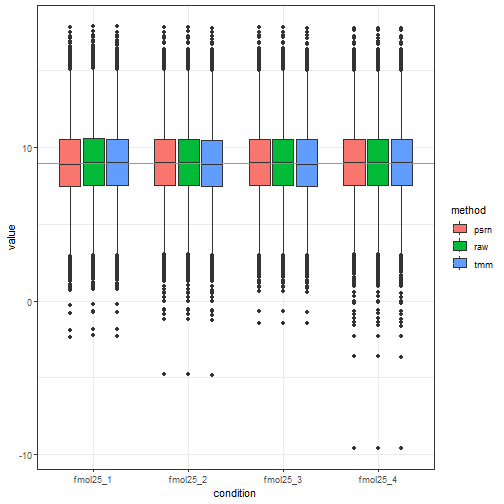 10
0
-10
value
fmol25_1 fmol25_2 fmol25_3 fmol25_4
condition
method
psrn
raw
tmm